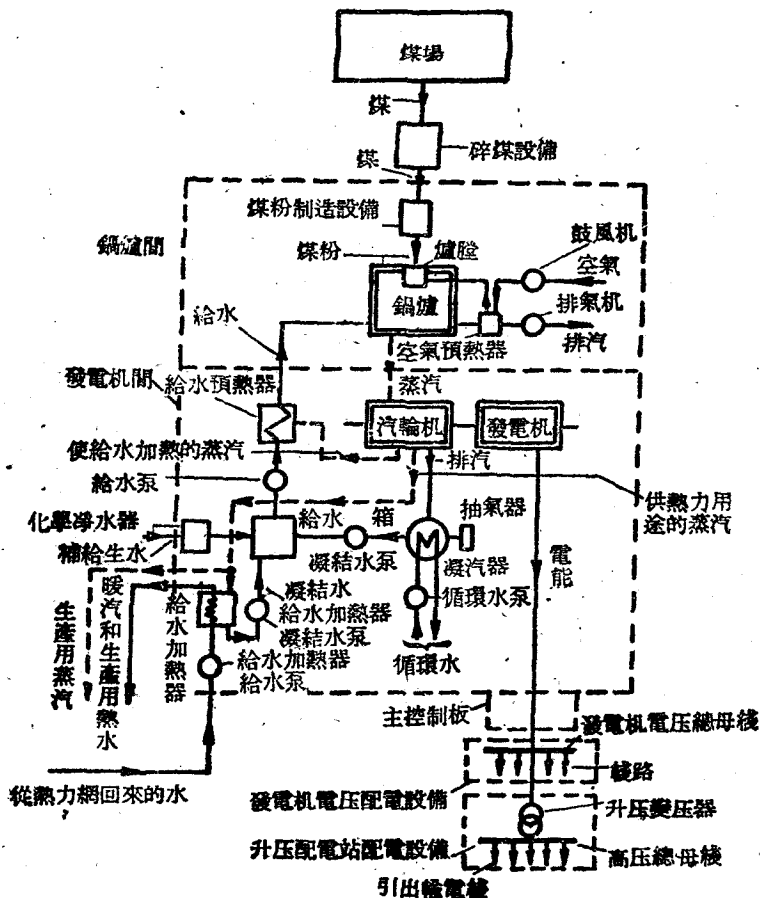 煤場
煤
碎煤設備
煤
煤粉制造設備
鍋爐間
煤粉
爐膛
鼓風机
空氣
鍋爐
排氣机
給水
空氣預熱器
排汽
發電机間
給水預熱器
蒸汽
汽輪机
發電机
使給水加熱的蒸汽
排汽
給水泵
供熱力用
途的蒸汽
抽氣器
化學凈水器
給水
箱
補給生水
凝結水泵
凝汽器
電能
凝結水
給水加熱器
凝結水泵
循環水泵
生產用蒸汽
暖汽和生產用熱水
給水加熱器
給水加熱器
給水泵
循環水
主控制板
發電机電压總母綫
綫路
從熱力網回來的水
發電机電压配電設備
升压變压器
升压配電站配電設備
高压總母綫
引出輸電綫